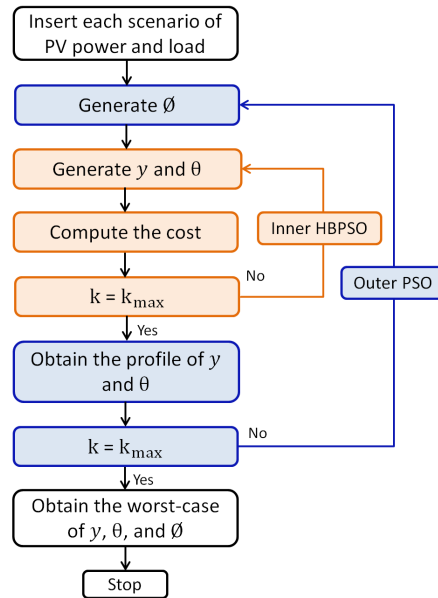 Insert each scenario of
PV power and load
Generate Ø
Generate y and θ
Compute the cost
Inner HBPSO
k = kmax
No
Outer PSO
Yes
Obtain the profile of y
and θ
k = kmax
No
Yes
Obtain the worst-case
of y, θ, and Ø
Stop